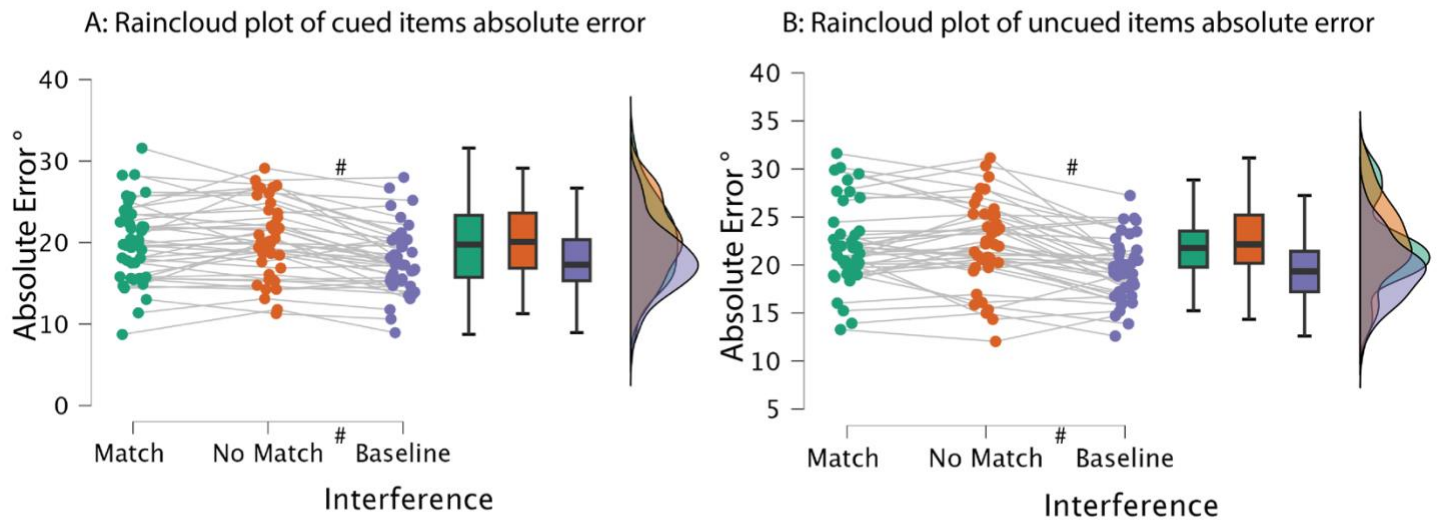 A: Raincloud plot of cued items absolute error
40
30
20
10
0
Absolute Error °
#
Match No Match # Baseline
Interference
B: Raincloud plot of uncued items absolute error
40
35
30
25
20
15
10
5
Absolute Error °
#
Match No Match # Baseline
Interference